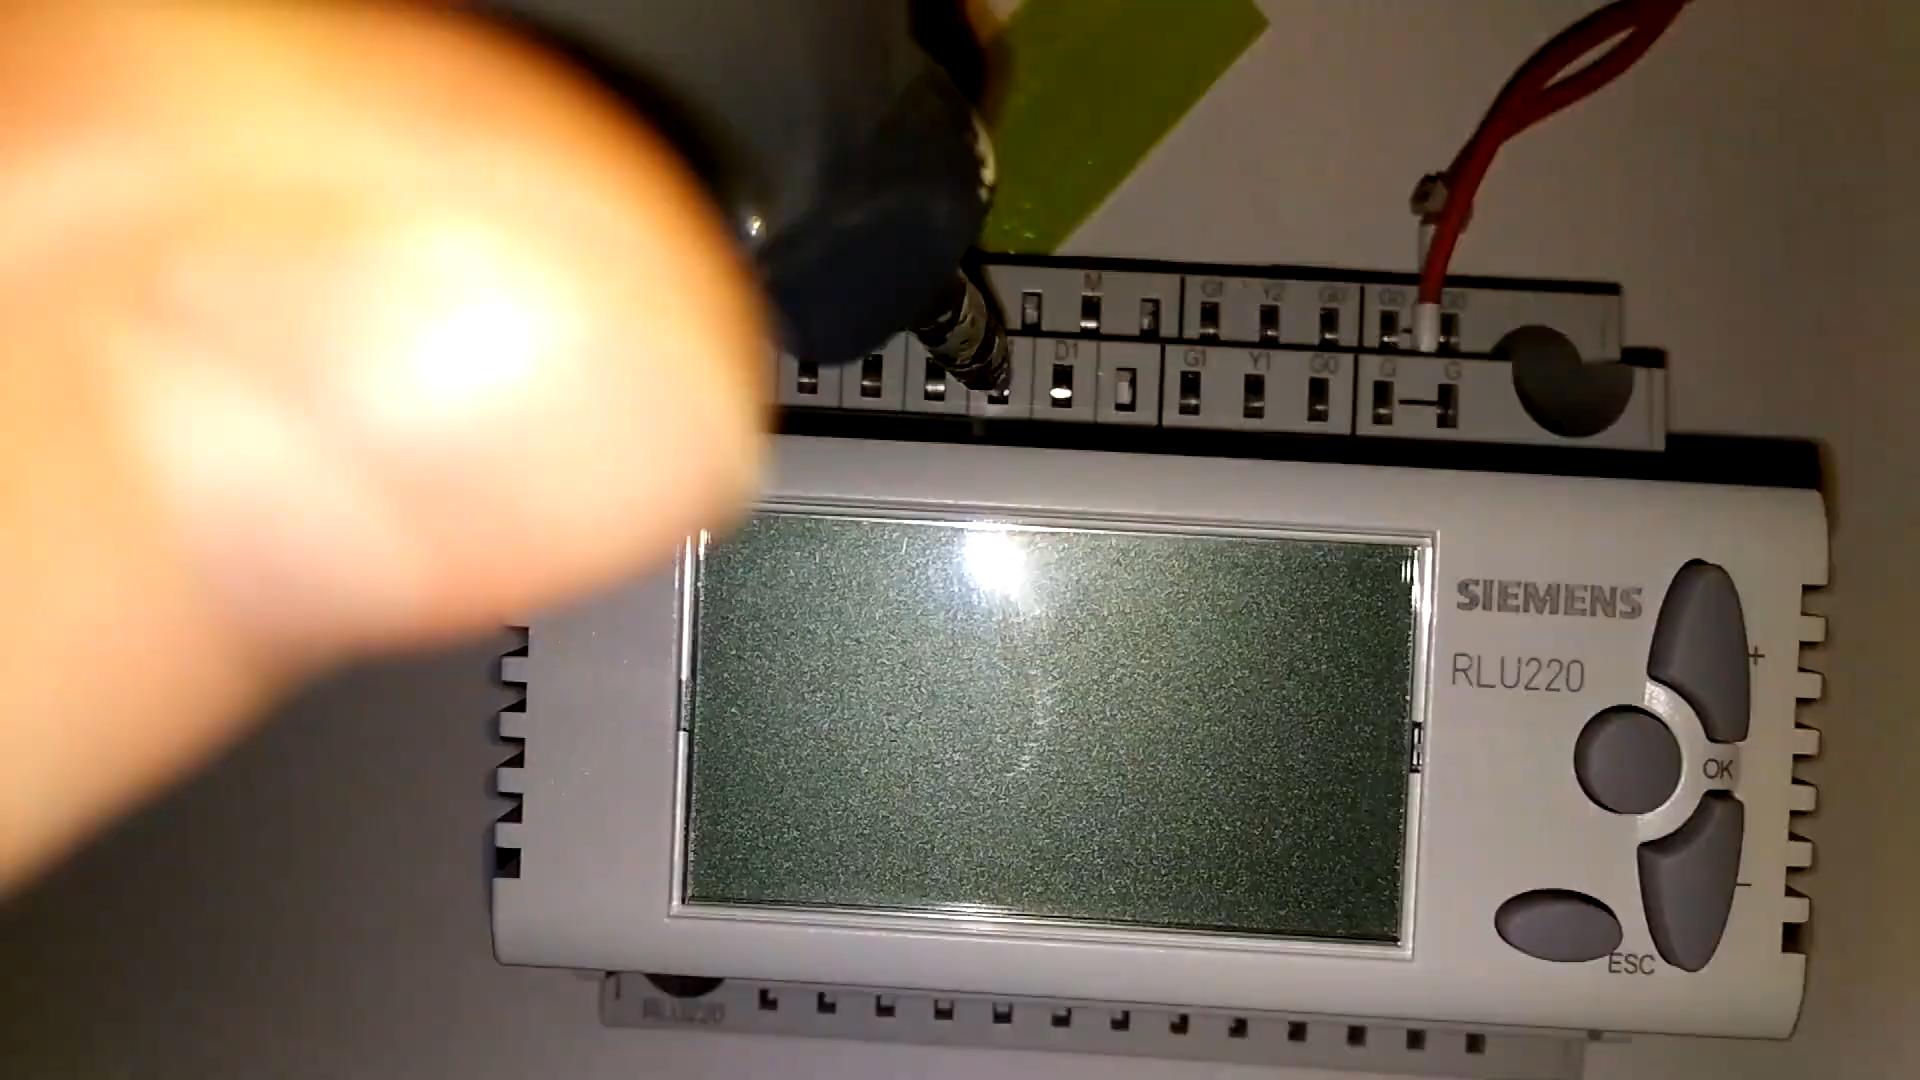 M G1 Y2 G0 G0 G0
D1 G1 Y1 G0 G G
SIEMENS
RLU220
+
OK
-
ESC
RLU220